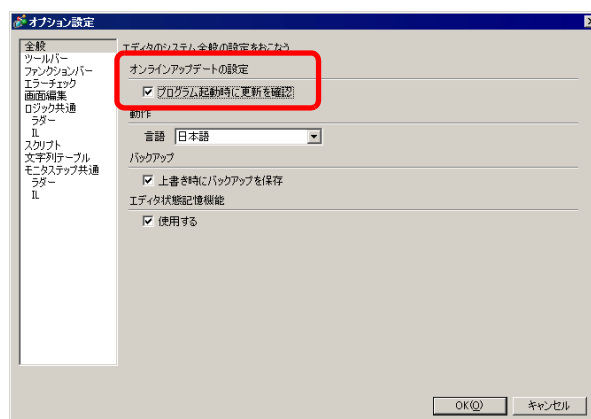 オプション設定
全般
ツールバー
ファンクションバー
エラーチェック
画面編集
ロジック共通
ラダー
IL
スクリプト
文字列テーブル
モニタステップ共通
ラダー
IL
エディタのシステム全般の設定をおこなう
オンラインアップデートの設定
プログラム起動時に更新を確認
動作
言語 日本語
バックアップ
上書き時にバックアップを保存
エディタ状態記憶機能
使用する
OK(O) キャンセル